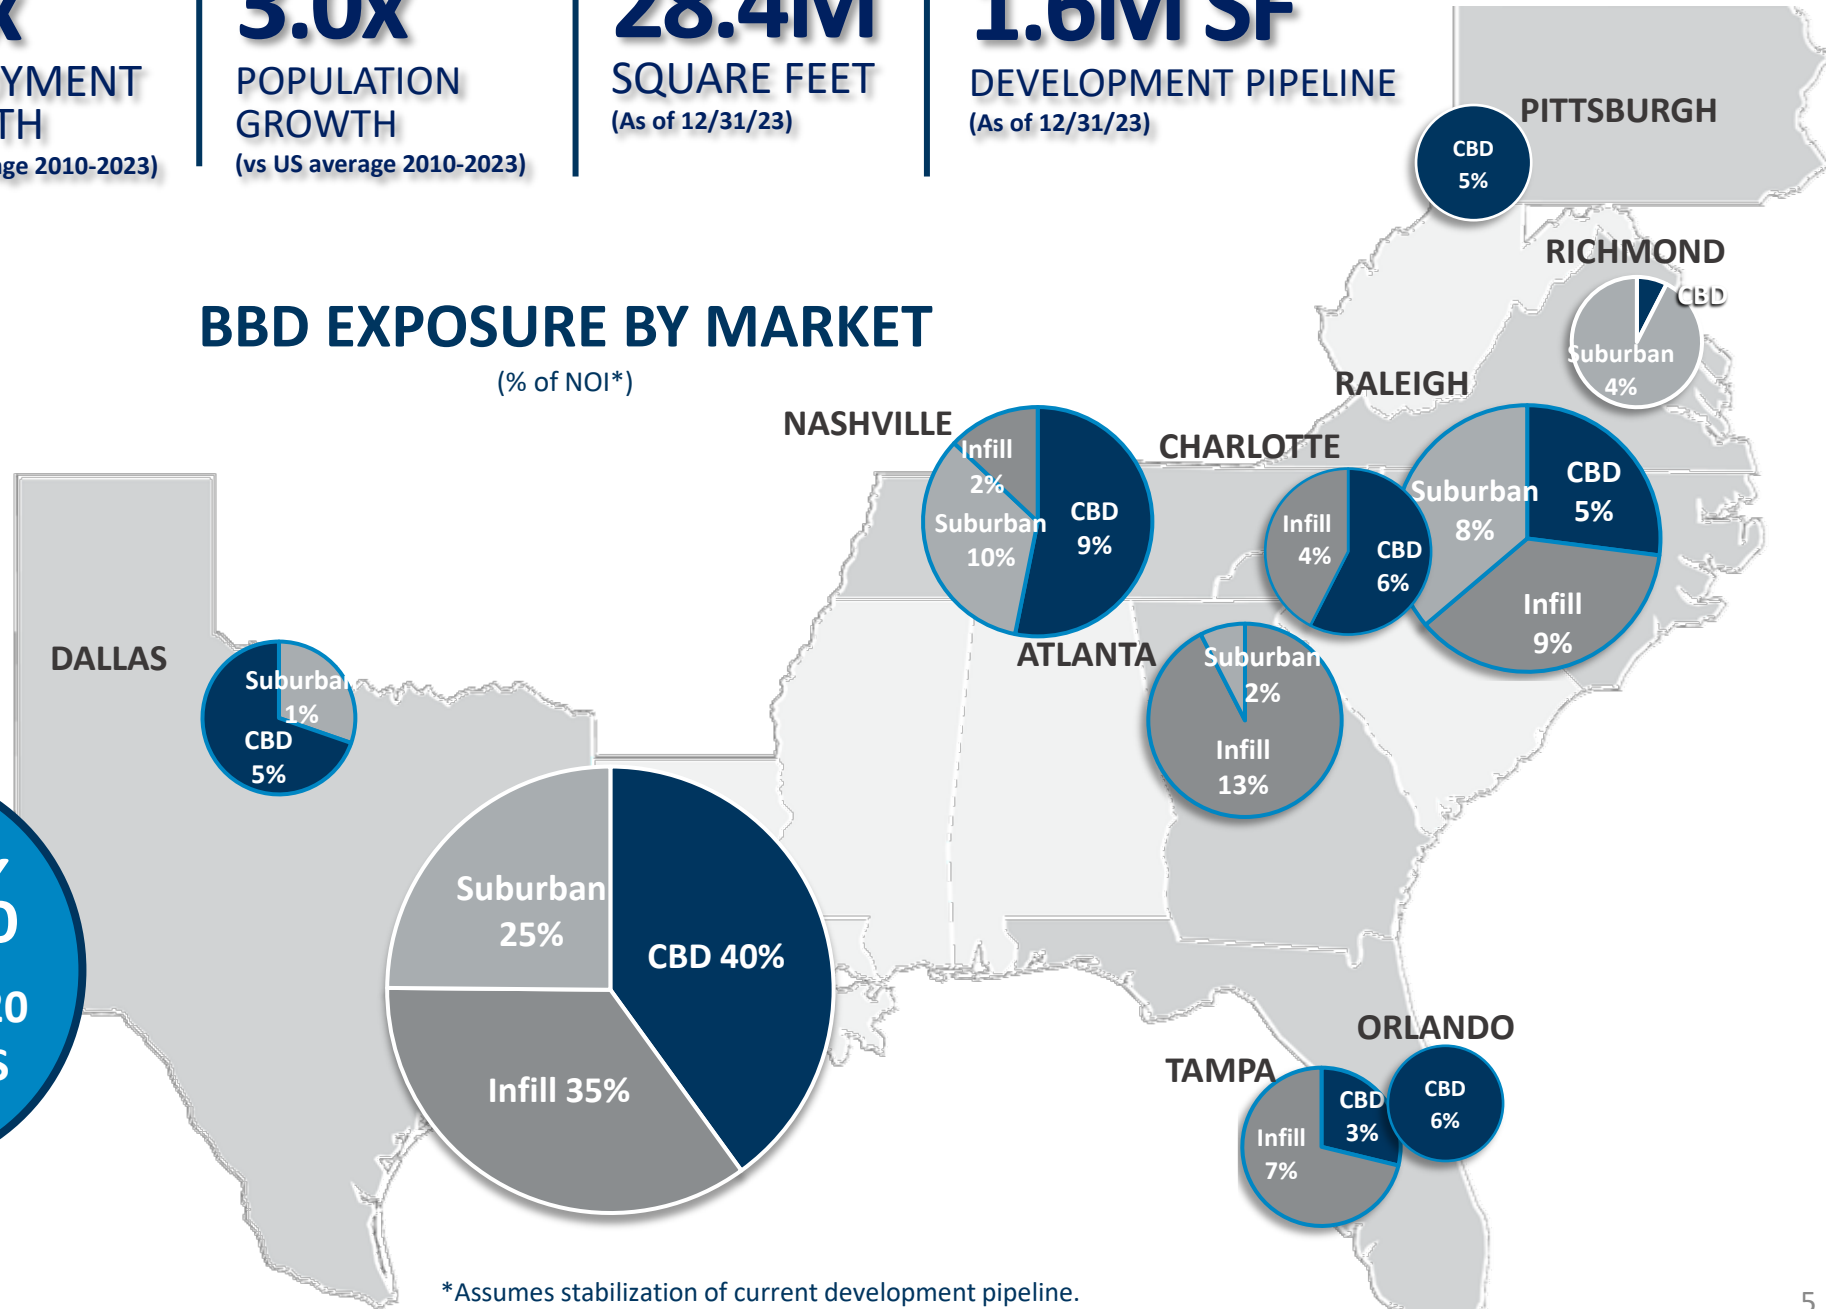 x
YMENT
TH
ge 2010-2023)
3.0x
POPULATION
GROWTH
(vs US average 2010-2023)
28.4M
SQUARE FEET
(As of 12/31/23)
1.6M SF
DEVELOPMENT PIPELINE
(As of 12/31/23)
PITTSBURGH
CBD
5%
RICHMOND
CBD
Suburban
4%
BBD EXPOSURE BY MARKET
(% of NOI*)
RALEIGH
CBD
5%
Suburban
8%
Infill
9%
NASHVILLE
Infill
2%
Suburban
10%
CBD
9%
CHARLOTTE
Infill
4%
CBD
6%
ATLANTA
Suburban
2%
Infill
13%
DALLAS
Suburban
1%
CBD
5%
%
20
S
Suburban
25%
CBD 40%
Infill 35%
ORLANDO
CBD
6%
TAMPA
CBD
3%
Infill
7%
*Assumes stabilization of current development pipeline.
5